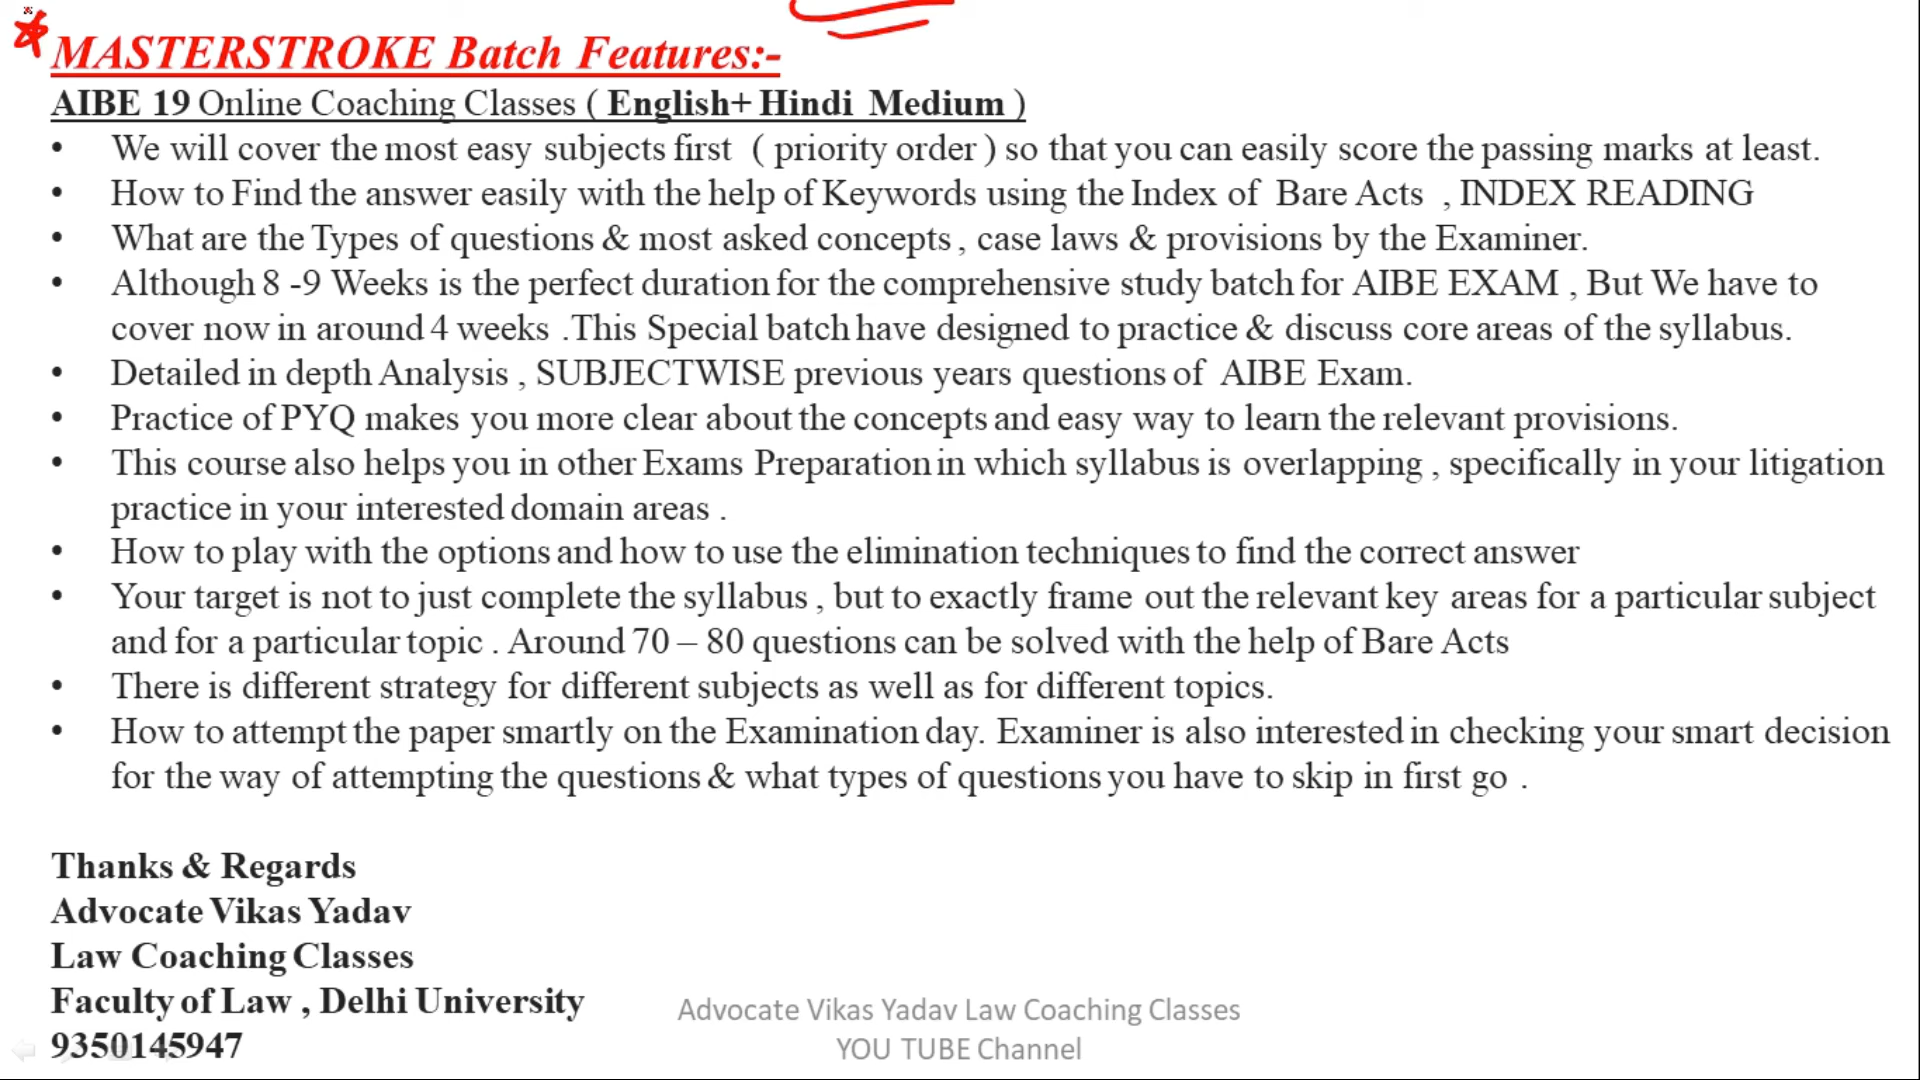 MASTERSTROKE Batch Features:-
AIBE 19 Online Coaching Classes ( English+ Hindi Medium )
• We will cover the most easy subjects first ( priority order ) so that you can easily score the passing marks at least.
• How to Find the answer easily with the help of Keywords using the Index of Bare Acts , INDEX READING
• What are the Types of questions & most asked concepts , case laws & provisions by the Examiner.
• Although 8 -9 Weeks is the perfect duration for the comprehensive study batch for AIBE EXAM , But We have to
cover now in around 4 weeks .This Special batch have designed to practice & discuss core areas of the syllabus.
• Detailed in depth Analysis , SUBJECTWISE previous years questions of AIBE Exam.
• Practice of PYQ makes you more clear about the concepts and easy way to learn the relevant provisions.
• This course also helps you in other Exams Preparation in which syllabus is overlapping , specifically in your litigation
practice in your interested domain areas .
• How to play with the options and how to use the elimination techniques to find the correct answer
• Your target is not to just complete the syllabus , but to exactly frame out the relevant key areas for a particular subject
and for a particular topic . Around 70 – 80 questions can be solved with the help of Bare Acts
• There is different strategy for different subjects as well as for different topics.
• How to attempt the paper smartly on the Examination day. Examiner is also interested in checking your smart decision
for the way of attempting the questions & what types of questions you have to skip in first go .
Thanks & Regards
Advocate Vikas Yadav
Law Coaching Classes
Faculty of Law , Delhi University
9350145947
Advocate Vikas Yadav Law Coaching Classes
YOU TUBE Channel